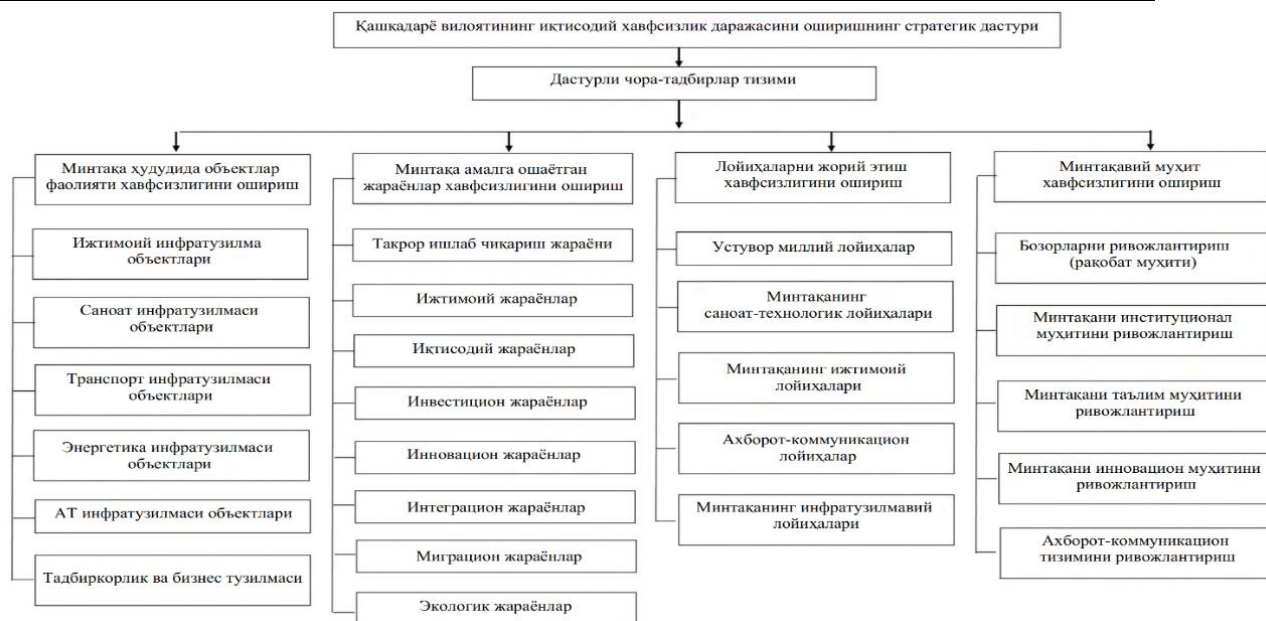 Қашқадарё вилоятининг иқтисодий хавфсизлик даражасини оширишнинг стратегик дастури
Дастурли чора-тадбирлар тизими
Минтақа ҳудудида объектлар
фаолияти хавфсизлигини ошириш
Ижтимоий инфратузилма
объектлари
Саноат инфратузилмаси
объектлари
Транспорт инфратузилмаси
объектлари
Энергетика инфратузилмаси
объектлари
АТ инфратузилмаси объектлари
Тадбиркорлик ва бизнес тузилмаси
Минтақа амалга ошаётган
жараёнлар хавфсизлигини ошириш
Такрор ишлаб чиқариш жараёни
Ижтимоий жараёнлар
Иқтисодий жараёнлар
Инвестицион жараёнлар
Инновацион жараёнлар
Интеграцион жараёнлар
Миграцион жараёнлар
Экологик жараёнлар
Лойиҳаларни жорий этиш
хавфсизлигини ошириш
Устувор миллий лойиҳалар
Минтақанинг
саноат-технологик лойиҳалари
Минтақанинг ижтимоий
лойиҳалари
Ахборот-коммуникацион
лойиҳалар
Минтақанинг инфратузилмавий
лойиҳалари
Минтақавий муҳит
хавфсизлигини ошириш
Бозорларни ривожлантириш
(рақобат муҳити)
Минтақани институционал
муҳитини ривожлантириш
Минтақани таълим муҳитини
ривожлантириш
Минтақани инновацион муҳитини
ривожлантириш
Ахборот-коммуникацион
тизимини ривожлантириш